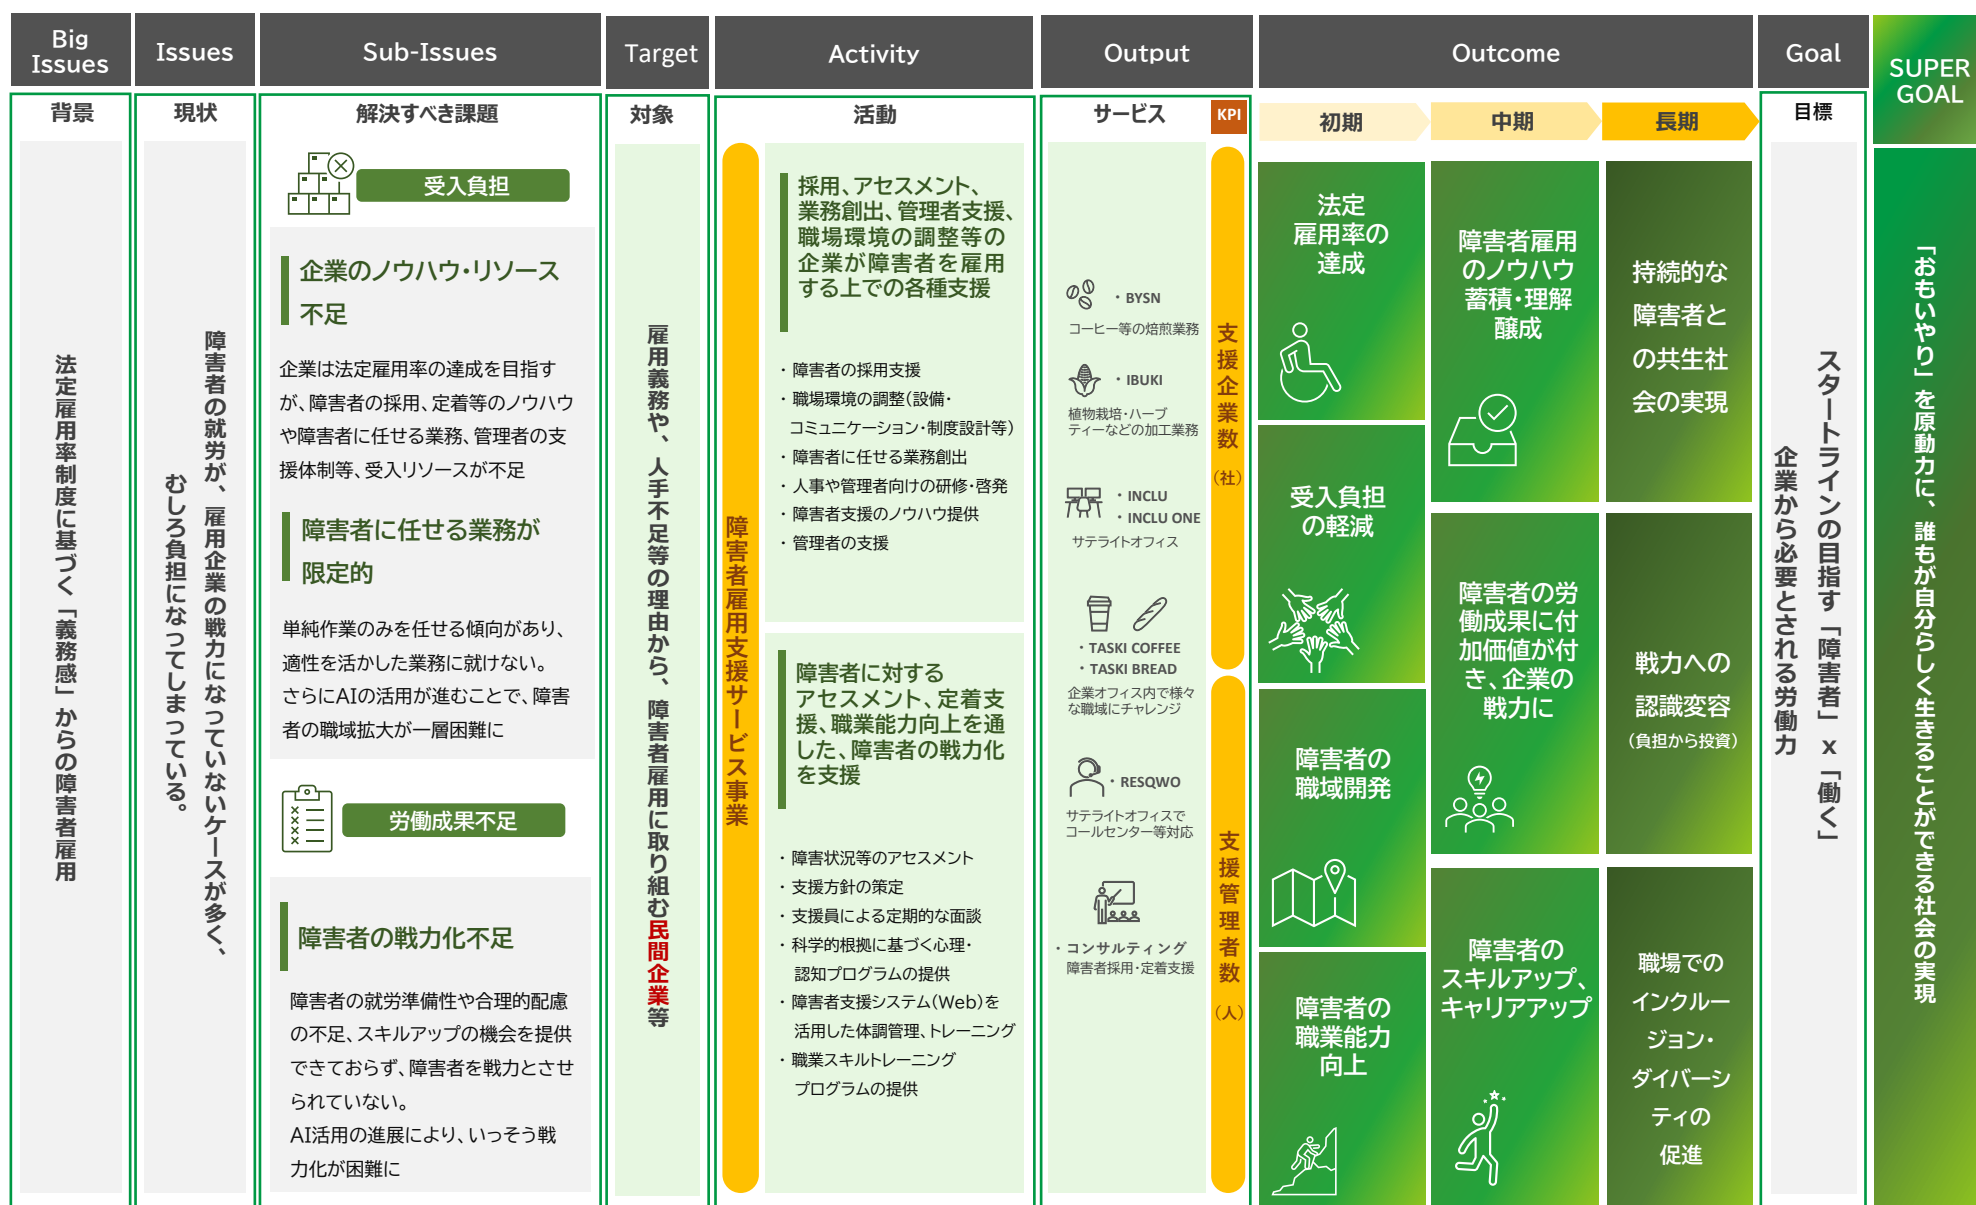 Big
Issues
背景
法定雇用率制度に基づく「義務感」からの障害者雇用
Issues
現状
障害者の就労が、雇用企業の戦力になっていないケースが多く、
むしろ負担になってしまっている。
Sub-Issues
解決すべき課題
受入負担
企業のノウハウ・リソース
不足
企業は法定雇用率の達成を目指す
が、障害者の採用、定着等のノウハウ
や障害者に任せる業務、管理者の支
援体制等、受入リソースが不足
障害者に任せる業務が
限定的
単純作業のみを任せる傾向があり、
適性を活かした業務に就けない。
さらにAIの活用が進むことで、障害
者の職域拡大が一層困難に
労働成果不足
障害者の戦力化不足
障害者の就労準備性や合理的配慮
の不足、スキルアップの機会を提供
できておらず、障害者を戦力とさせ
られていない。
AI活用の進展により、いっそう戦
力化が困難に
Target
対象
雇用義務や、人手不足等の理由から、障害者雇用に取り組む民間企業等
Activity
活動
障害者雇用支援サービス事業
採用、アセスメント、
業務創出、管理者支援、
職場環境の調整等の
企業が障害者を雇用
する上での各種支援
・障害者の採用支援
・職場環境の調整(設備・
コミュニケーション・制度設計等)
・障害者に任せる業務創出
・人事や管理者向けの研修・啓発
・障害者支援のノウハウ提供
・管理者の支援
障害者に対する
アセスメント、定着支
援、職業能力向上を通
した、障害者の戦力化
を支援
・障害状況等のアセスメント
・支援方針の策定
・支援員による定期的な面談
・科学的根拠に基づく心理・
認知プログラムの提供
・障害者支援システム(Web)を
活用した体調管理、トレーニング
・職業スキルトレーニング
プログラムの提供
Output
サービス
KPI
・BYSN
コーヒー等の焙煎業務
・IBUKI
植物栽培・ハーブ
ティーなどの加工業務
・INCLU
・INCLU ONE
サテライトオフィス
・TASKI COFFEE
・TASKI BREAD
企業オフィス内で様々
な職域にチャレンジ
・RESQWO
サテライトオフィスで
コールセンター等対応
・コンサルティング
障害者採用・定着支援
支援企業数
(社)
支援管理者数
(人)
Outcome
初期
法定
雇用率の
達成
受入負担
の軽減
障害者の
職域開発
障害者の
職業能力
向上
中期
障害者雇用
のノウハウ
蓄積・理解
醸成
障害者の労
働成果に付
加価値が付
き、企業の
戦力に
障害者の
スキルアップ、
キャリアアップ
長期
持続的な
障害者と
の共生社
会の実現
戦力への
認識変容
(負担から投資)
職場での
インクルー
ジョン・
ダイバーシ
ティの
促進
Goal
目標
スタートラインの目指す「障害者」x「働く」
企業から必要とされる労働力
SUPER
GOAL
「おもいやり」を原動力に、誰もが自分らしく生きることができる社会の実現